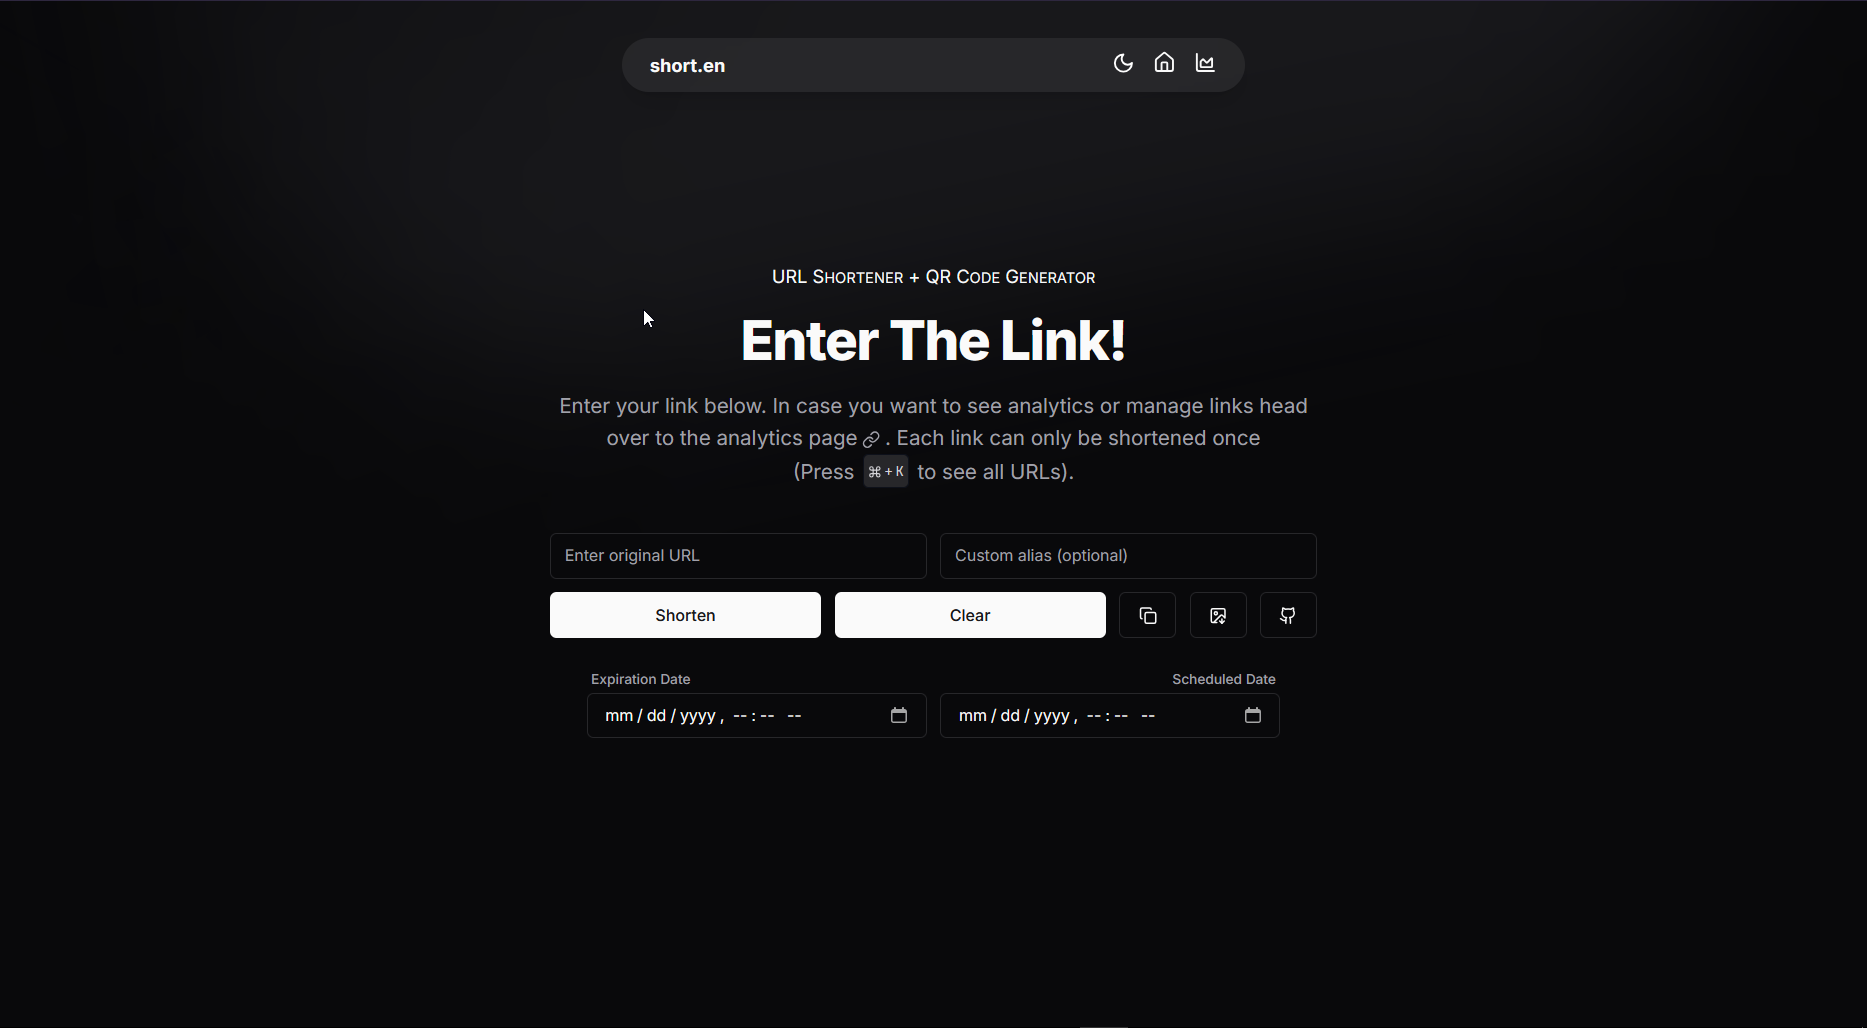 short.en
URL Shortener + QR Code Generator
Enter The Link!
Enter your link below. In case you want to see analytics or manage links head
over to the analytics page . Each link can only be shortened once
(Press ⌘ + K to see all URLs).
Enter original URL
Custom alias (optional)
Shorten
Clear
Expiration Date
Scheduled Date
mm / dd / yyyy , -- : -- --
mm / dd / yyyy , -- : -- --